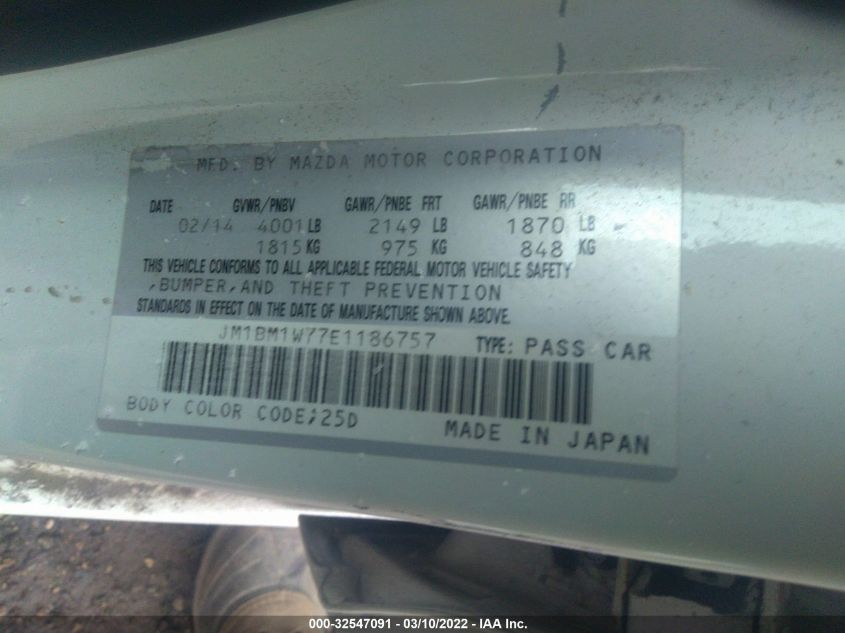 MFD. BY MAZDA MOTOR CORPORATION
DATE GVWR/PNBV GAWR/PNBE FRT GAWR/PNBE RR
02/14 4001 LB 2149 LB 1870 LB
1815 KG 975 KG 848 KG
THIS VEHICLE CONFORMS TO ALL APPLICABLE FEDERAL MOTOR VEHICLE SAFETY
,BUMPER,AND THEFT PREVENTION
STANDARDS IN EFFECT ON THE DATE OF MANUFACTURE SHOWN ABOVE.
JM1BM1W77E1186757 TYPE: PASS CAR
BODY COLOR CODE;25D
MADE IN JAPAN
000-32547091 - 03/10/2022 - IAA Inc.